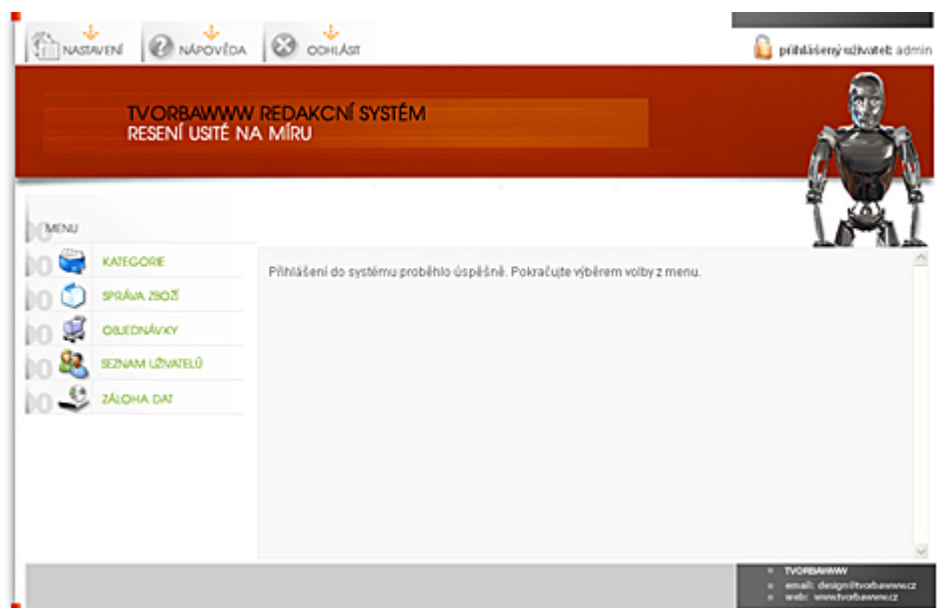 NASTAVENÍ
NÁPOVĚDA
ODHLÁSIT
přihlášený uživatel: admin
TVORBAWWW REDAKCNÍ SYSTÉM
RESENÍ USITÉ NA MÍRU
MENU
KATEGORIE
Přihlášení do systému proběhlo úspěšně. Pokračujte výběrem volby z menu.
SPRÁVA ZBOŽÍ
OBJEDNÁVKY
SEZNAM UŽIVATELŮ
ZÁLOHA DAT
TVORBAWWW
email: design@tvorbawww.cz
web: www.tvorbawww.cz